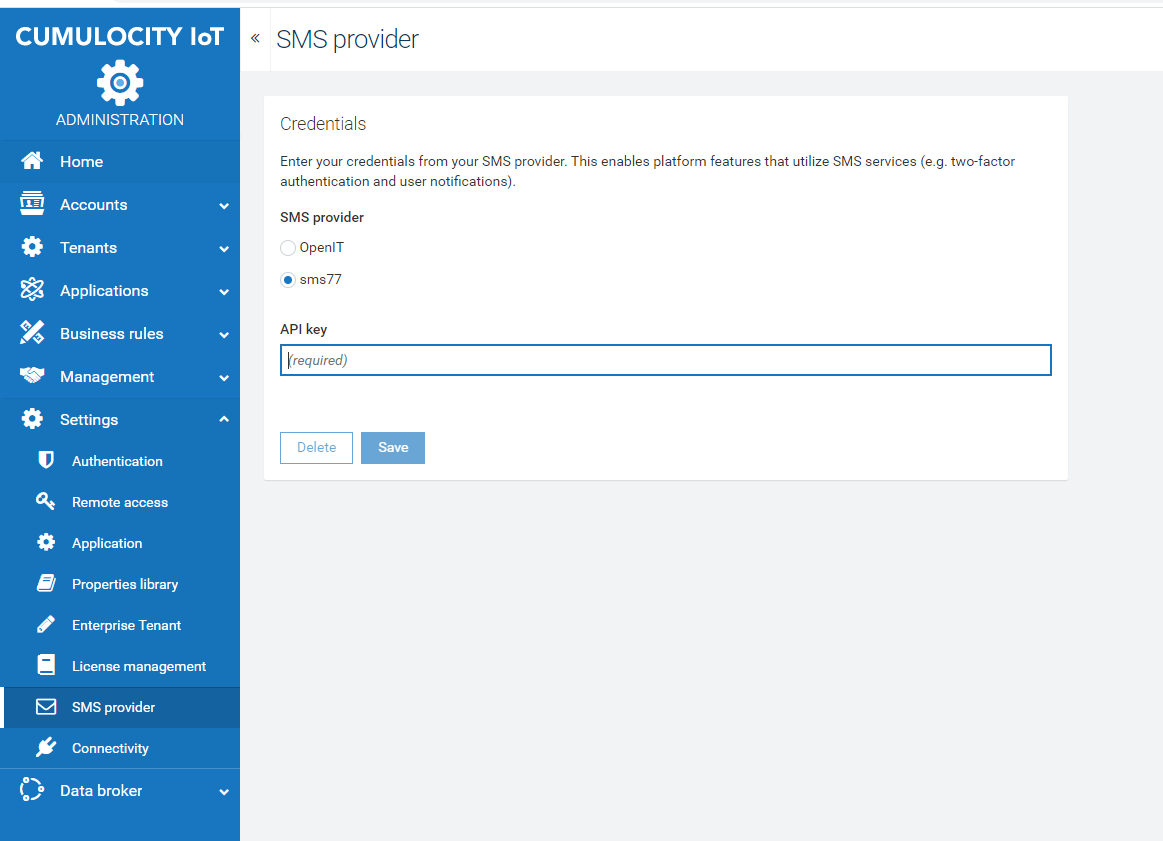 CUMULOCITY IoT
ADMINISTRATION
Home
Accounts
Tenants
Applications
Business rules
Management
Settings
Authentication
Remote access
Application
Properties library
Enterprise Tenant
License management
SMS provider
Connectivity
Data broker
« SMS provider
Credentials
Enter your credentials from your SMS provider. This enables platform features that utilize SMS services (e.g. two-factor
authentication and user notifications).
SMS provider
OpenIT
sms77
API key
(required)
Delete Save